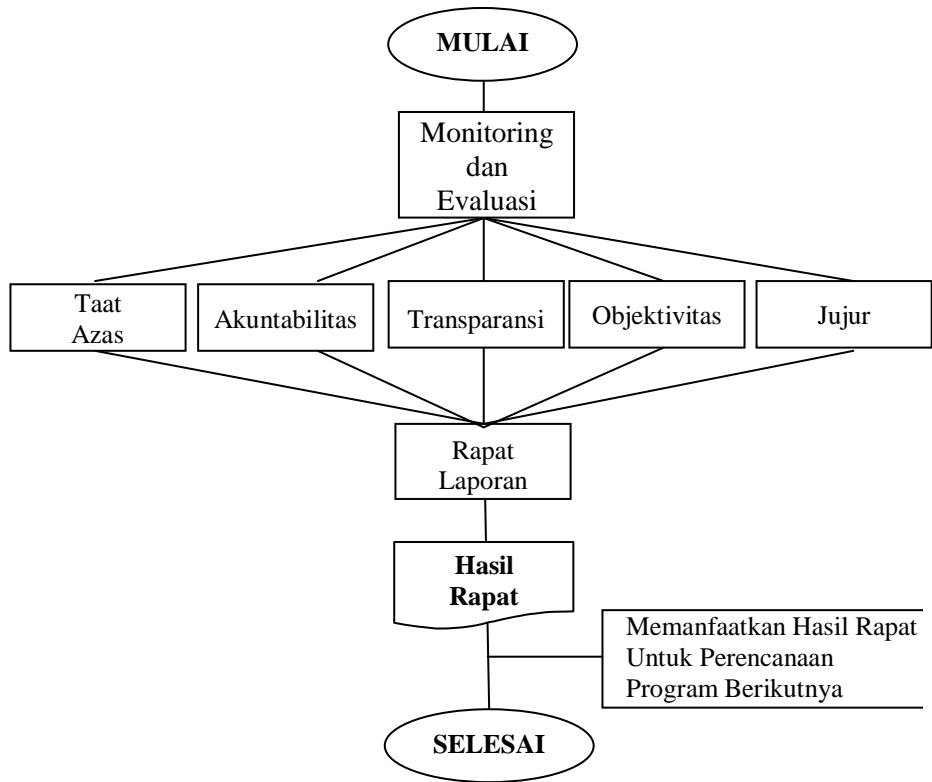 MULAI
Monitoring
dan
Evaluasi
Taat
Azas
Akuntabilitas
Transparansi
Objektivitas
Jujur
Rapat
Laporan
Hasil
Rapat
Memanfaatkan Hasil Rapat
Untuk Perencanaan
Program Berikutnya
SELESAI